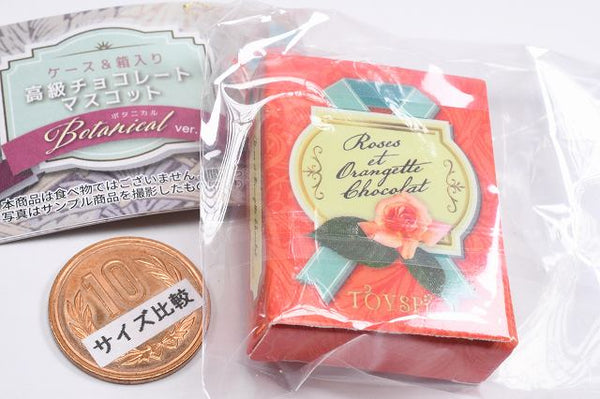 ケース&箱入り
高級チョコレート
マスコット
ボタニカル
Botanical ver.
本商品は食べ物ではございません
写真はサンプル商品を撮影したもの
Roses
et
Orangette
Chocolat
10
サイズ比較